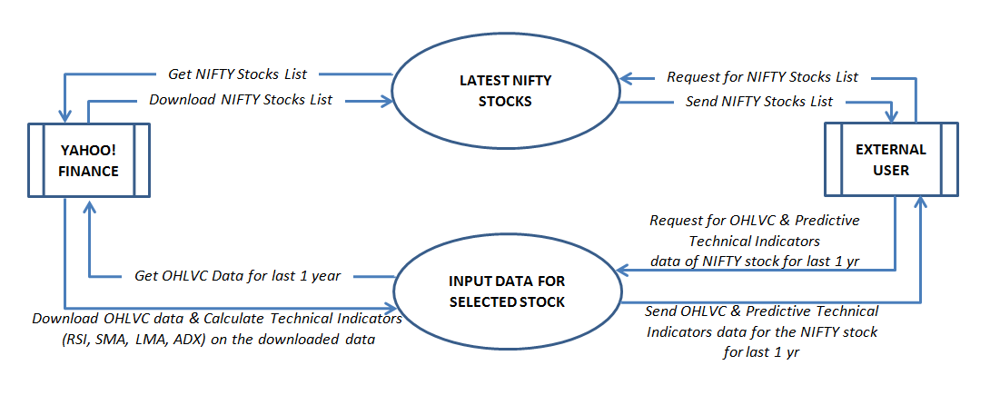 Get NIFTY Stocks List
Download NIFTY Stocks List
LATEST NIFTY
STOCKS
Request for NIFTY Stocks List
Send NIFTY Stocks List
YAHOO!
FINANCE
EXTERNAL
USER
Request for OHLVC & Predictive
Technical Indicators
data of NIFTY stock for last 1 yr
Get OHLVC Data for last 1 year
INPUT DATA FOR
SELECTED STOCK
Download OHLVC data & Calculate Technical Indicators
(RSI, SMA, LMA, ADX) on the downloaded data
Send OHLVC & Predictive Technical
Indicators data for the NIFTY stock
for last 1 yr